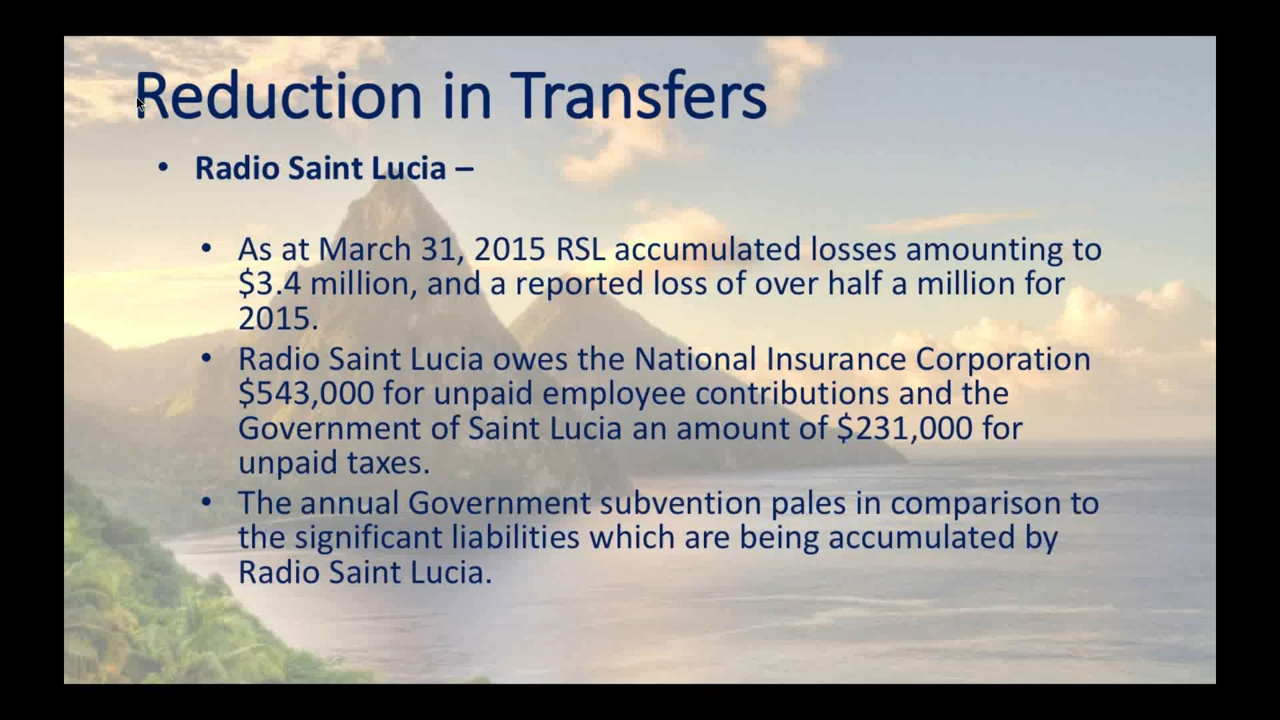 Reduction in Transfers
• Radio Saint Lucia –
• As at March 31, 2015 RSL accumulated losses amounting to
$3.4 million, and a reported loss of over half a million for
2015.
• Radio Saint Lucia owes the National Insurance Corporation
$543,000 for unpaid employee contributions and the
Government of Saint Lucia an amount of $231,000 for
unpaid taxes.
• The annual Government subvention pales in comparison to
the significant liabilities which are being accumulated by
Radio Saint Lucia.